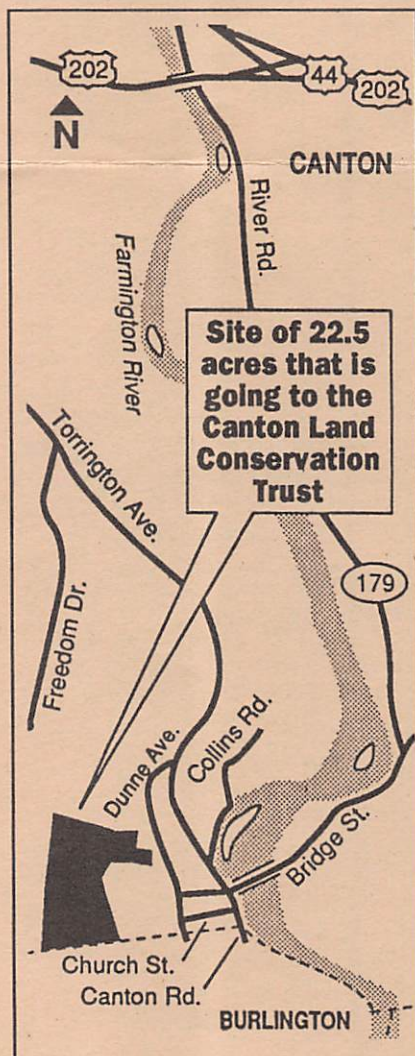 202
44
202
N
CANTON
River Rd.
Farmington River
Site of 22.5
acres that is
going to the
Canton Land
Conservation
Trust
Torrington Ave.
179
Freedom Dr.
Dunne Ave.
Collins Rd.
Bridge St.
Church St.
Canton Rd.
BURLINGTON